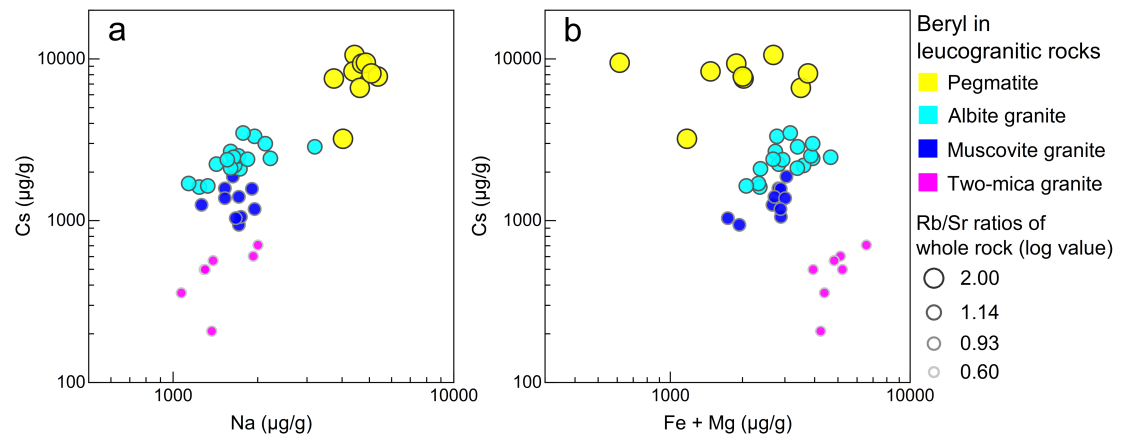 a
10000
1000
100
Cs (µg/g)
1000
10000
Na (µg/g)
b
10000
1000
100
Cs (µg/g)
1000
10000
Fe + Mg (µg/g)
Beryl in
leucogranitic rocks
Pegmatite
Albite granite
Muscovite granite
Two-mica granite
Rb/Sr ratios of
whole rock (log value)
2.00
1.14
0.93
0.60